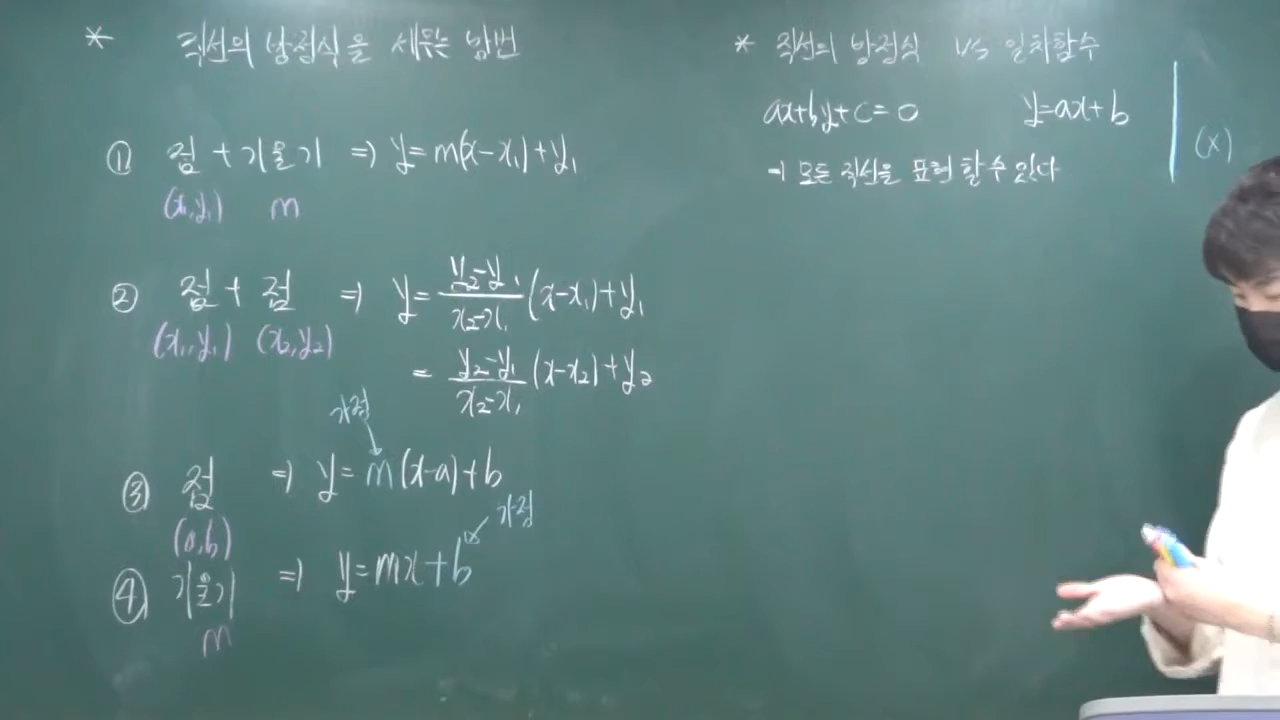 * 직선의 방정식을 세우는 방법
① 점 + 기울기 ⇒ y=m(x-x₁)+y₁
(x₁,y₁) m
② 점 + 점 ⇒ y=\frac{y₂-y₁}{x₂-x₁}(x-x₁)+y₁
(x₁,y₁) (x₂,y₂)
=\frac{y₂-y₁}{x₂-x₁}(x-x₂)+y₂
가정
③ 점 ⇒ y=m(x-a)+b
(a,b)
가정
④ 기울기 ⇒ y=mx+b
m
* 직선의 방정식 vs 일차함수
ax+by+c=0 y=ax+b
(x)
→ 모든 직선을 표현 할 수 있다